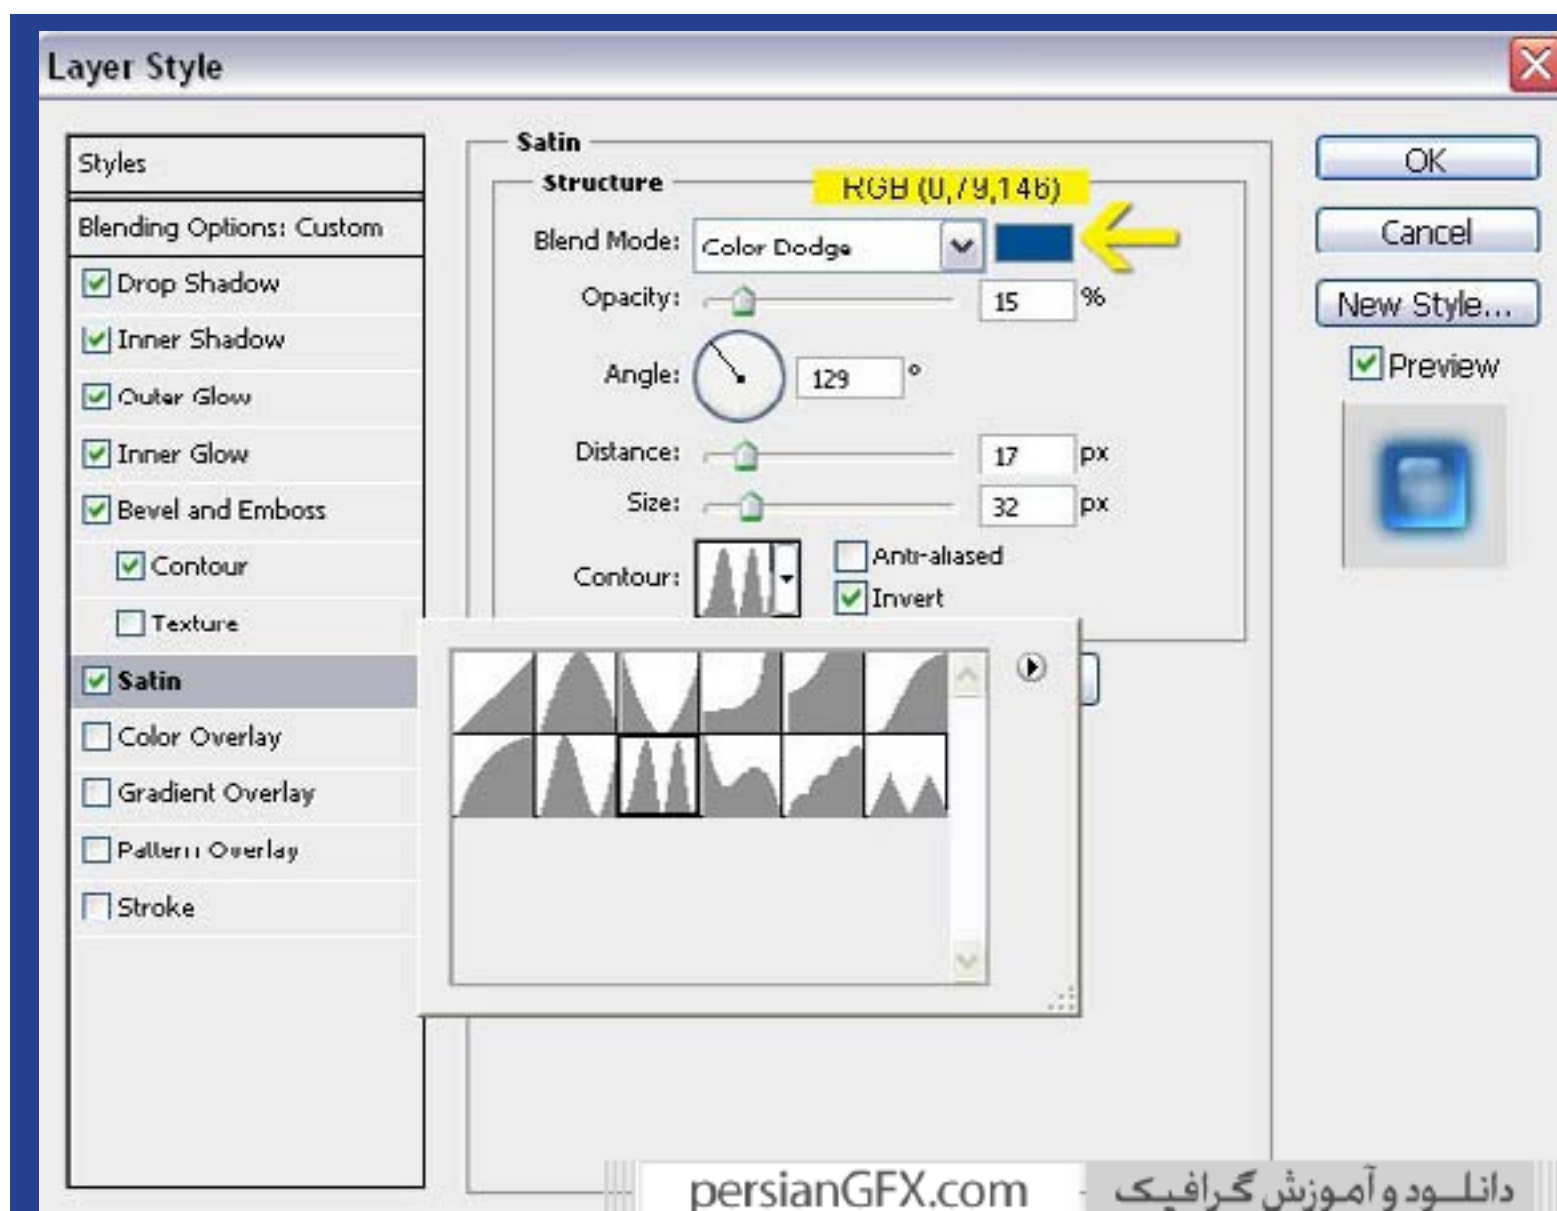 Layer Style
Styles
Blending Options: Custom
Drop Shadow
Inner Shadow
Outer Glow
Inner Glow
Bevel and Emboss
Contour
Texture
Satin
Color Overlay
Gradient Overlay
Pattern Overlay
Stroke
Satin
Structure
RGB (0,79,146)
Blend Mode: Color Dodge
Opacity: 15 %
Angle: 129 °
Distance: 17 px
Size: 32 px
Contour:
Anti-aliased
Invert
OK
Cancel
New Style...
Preview
persianGFX.com - دانلود و آموزش گرافیک